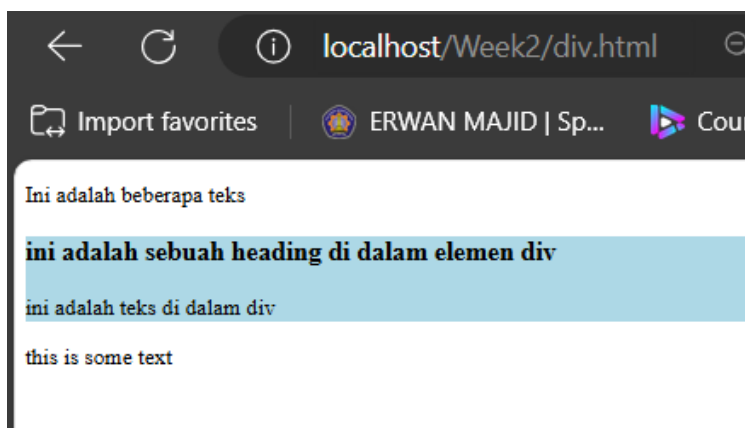 localhost/Week2/div.html
Import favorites
ERWAN MAJID | Sp...
Cour
Ini adalah beberapa teks
ini adalah sebuah heading di dalam elemen div
ini adalah teks di dalam div
this is some text